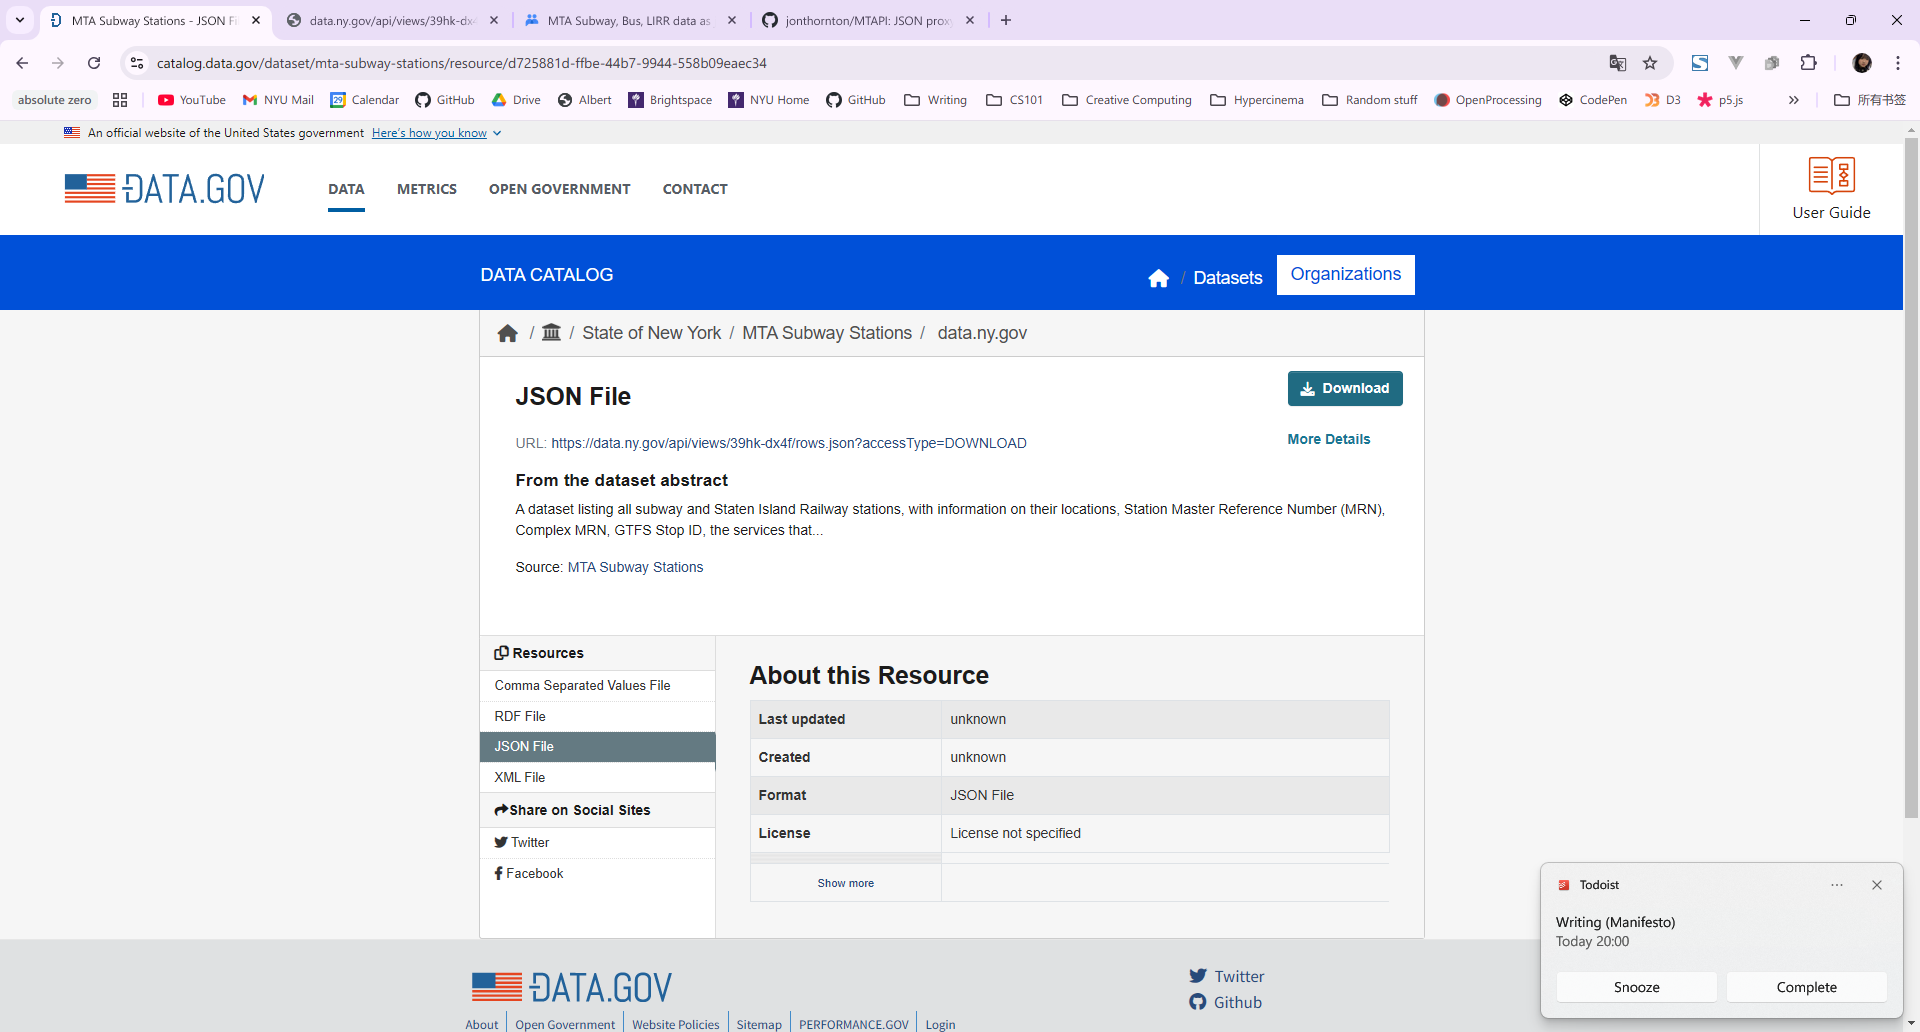 MTA Subway Stations - JSON Fi
data.ny.gov/api/views/39hk-dx4
MTA Subway, Bus, LIRR data as
jonthornton/MTAPI: JSON proxy
catalog.data.gov/dataset/mta-subway-stations/resource/d725881d-ffbe-44b7-9944-558b09eaec34
absolute zero YouTube NYU Mail Calendar GitHub Drive Albert Brightspace NYU Home GitHub Writing CS101 Creative Computing Hypercinema Random stuff OpenProcessing CodePen D3 p5.js » 所有书签
An official website of the United States government Here's how you know
DATA.GOV
DATA METRICS OPEN GOVERNMENT CONTACT
User Guide
DATA CATALOG
/ Datasets Organizations
/ / State of New York / MTA Subway Stations / data.ny.gov
JSON File
Download
URL: https://data.ny.gov/api/views/39hk-dx4f/rows.json?accessType=DOWNLOAD
More Details
From the dataset abstract
A dataset listing all subway and Staten Island Railway stations, with information on their locations, Station Master Reference Number (MRN),
Complex MRN, GTFS Stop ID, the services that...
Source: MTA Subway Stations
Resources
Comma Separated Values File
RDF File
JSON File
XML File
Share on Social Sites
Twitter
Facebook
About this Resource
Last updated unknown
Created unknown
Format JSON File
License License not specified
Show more
Todoist
Writing (Manifesto)
Today 20:00
Snooze Complete
DATA.GOV
Twitter
Github
About Open Government Website Policies Sitemap PERFORMANCE.GOV Login